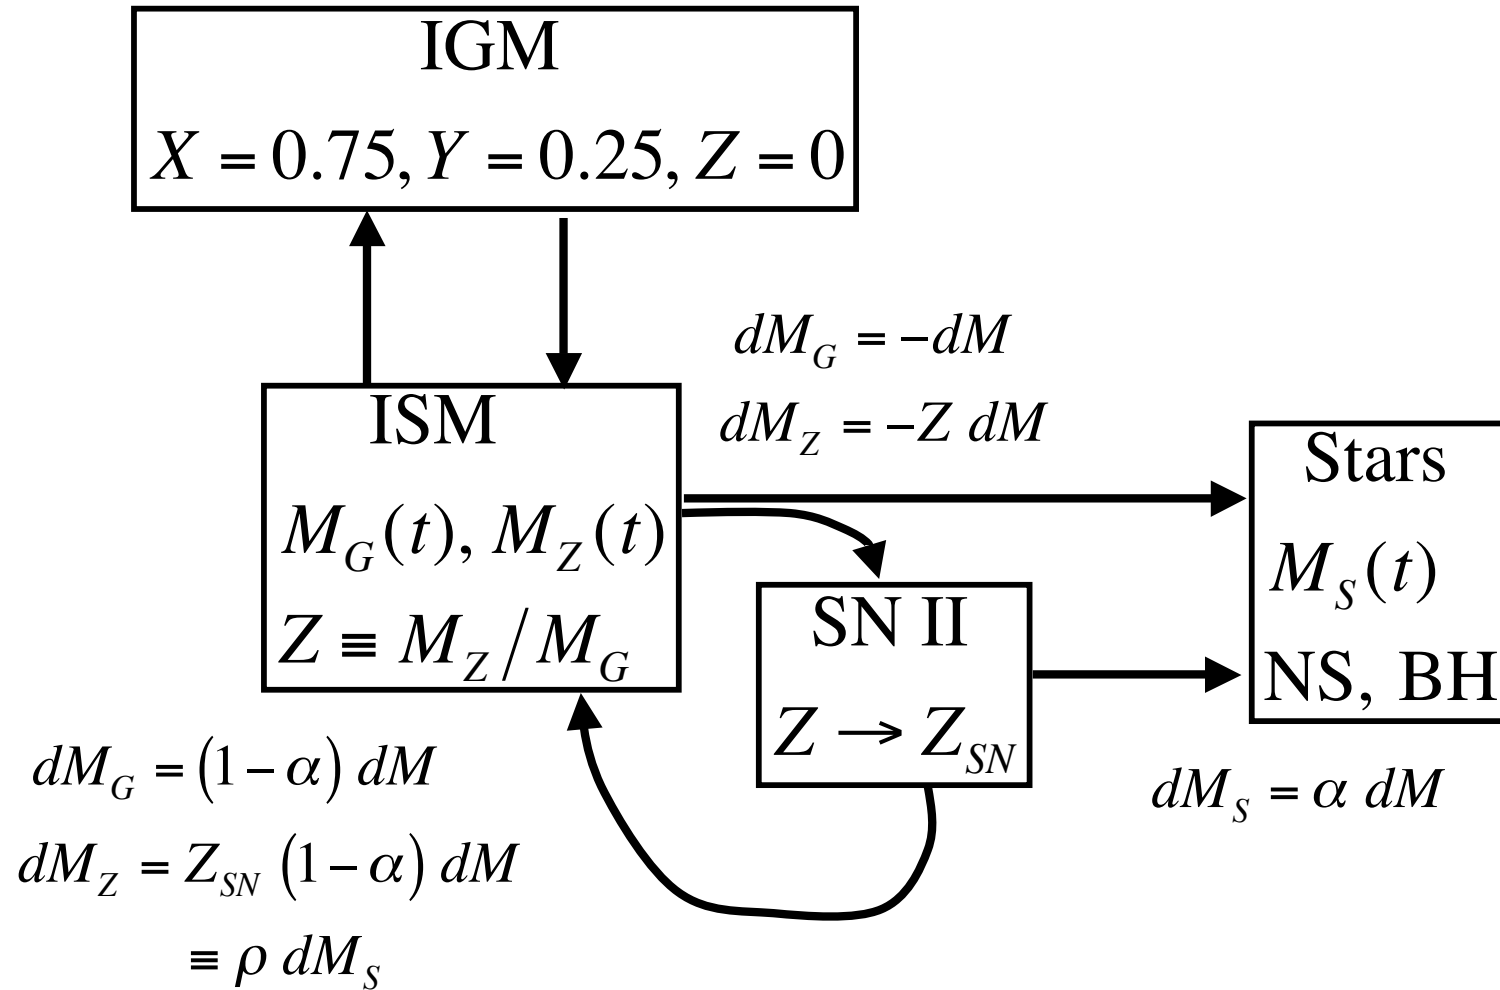 IGM
X = 0.75, Y = 0.25, Z = 0
dM_G = −dM
dM_Z = −Z dM
ISM
M_G(t), M_Z(t)
Z ≡ M_Z/M_G
Stars
M_S(t)
NS, BH
SN II
Z → Z_SN
dM_G = (1 − α) dM
dM_Z = Z_SN (1 − α) dM
≡ ρ dM_S
dM_S = α dM